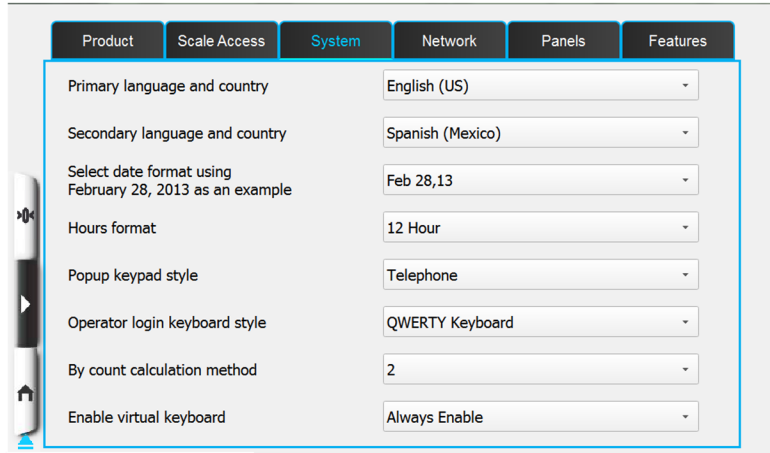 Product Scale Access System Network Panels Features
Primary language and country English (US)
Secondary language and country Spanish (Mexico)
Select date format using
February 28, 2013 as an example Feb 28,13
Hours format 12 Hour
Popup keypad style Telephone
Operator login keyboard style QWERTY Keyboard
By count calculation method 2
Enable virtual keyboard Always Enable
>0<